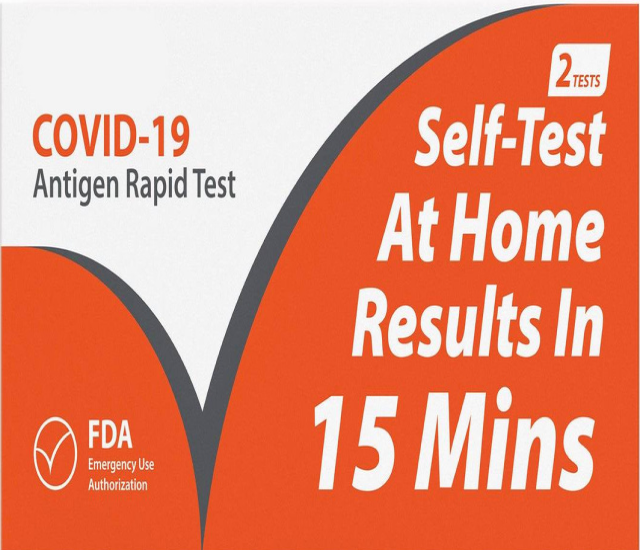 COVID-19
Antigen Rapid Test
2 TESTS
Self-Test
At Home
Results In
15 Mins
FDA
Emergency Use
Authorization